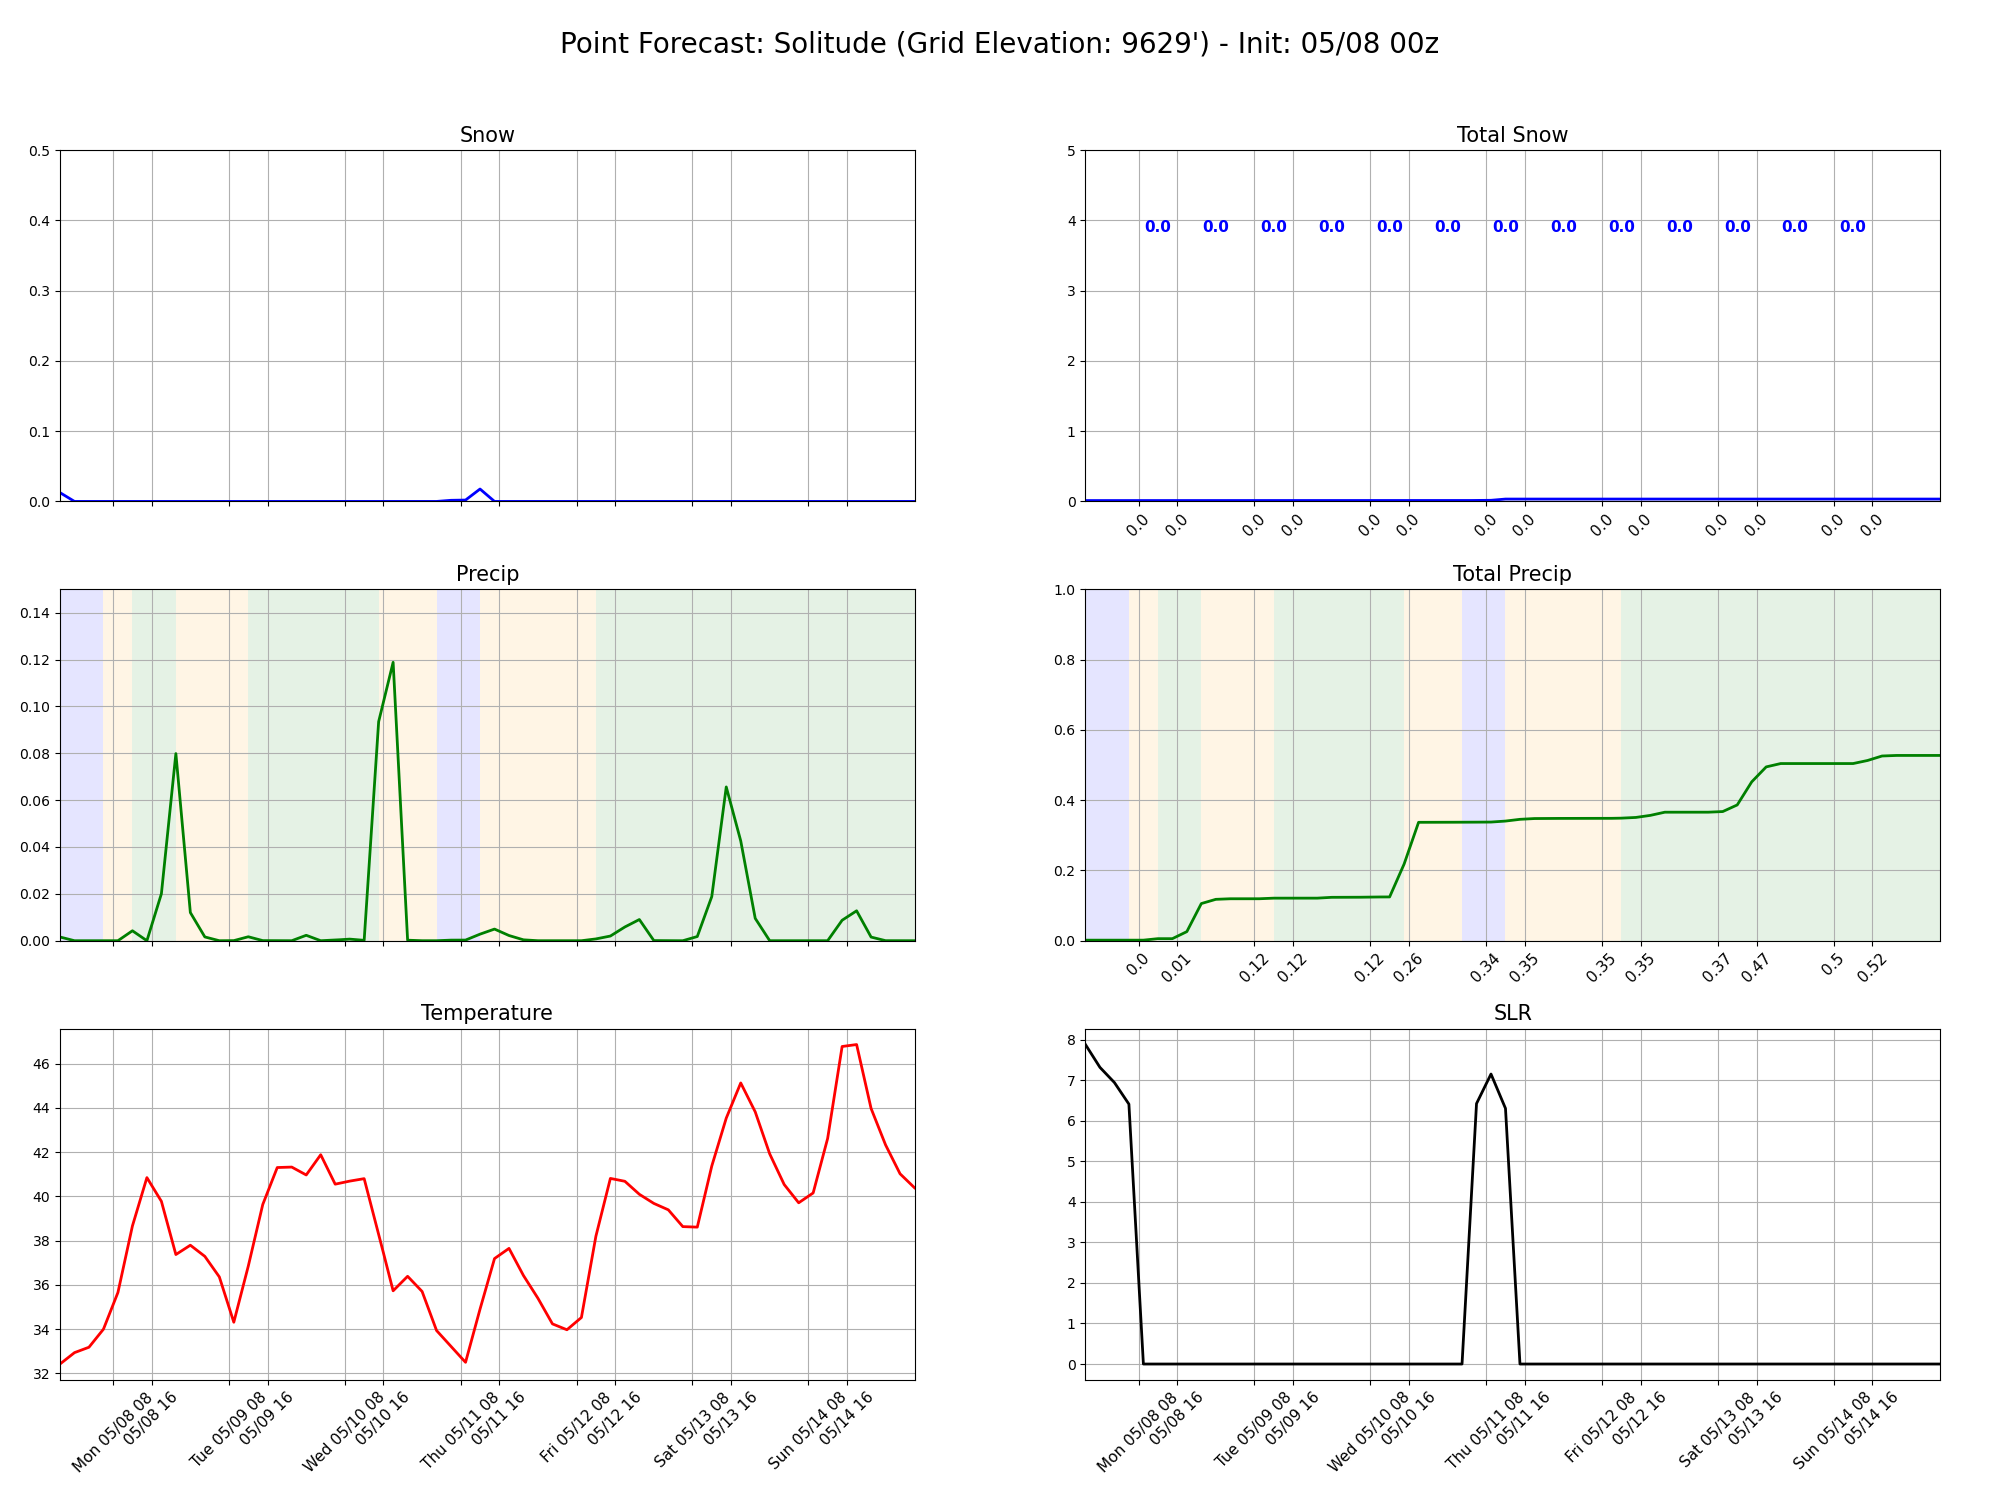 Point Forecast: Solitude (Grid Elevation: 9629') - Init: 05/08 00z
Snow
0.5
0.4
0.3
0.2
0.1
0.0
Total Snow
5
4
3
2
1
0
0.0 0.0 0.0 0.0 0.0 0.0 0.0 0.0 0.0 0.0 0.0 0.0 0.0
0.0 0.0 0.0 0.0 0.0 0.0 0.0 0.0 0.0 0.0 0.0 0.0 0.0 0.0
Precip
0.14
0.12
0.10
0.08
0.06
0.04
0.02
0.00
Total Precip
1.0
0.8
0.6
0.4
0.2
0.0
0.0 0.01 0.12 0.12 0.12 0.26 0.34 0.35 0.35 0.35 0.37 0.47 0.5 0.52
Temperature
46
44
42
40
38
36
34
32
Mon 05/08 08
05/08 16
Tue 05/09 08
05/09 16
Wed 05/10 08
05/10 16
Thu 05/11 08
05/11 16
Fri 05/12 08
05/12 16
Sat 05/13 08
05/13 16
Sun 05/14 08
05/14 16
SLR
8
7
6
5
4
3
2
1
0
Mon 05/08 08
05/08 16
Tue 05/09 08
05/09 16
Wed 05/10 08
05/10 16
Thu 05/11 08
05/11 16
Fri 05/12 08
05/12 16
Sat 05/13 08
05/13 16
Sun 05/14 08
05/14 16